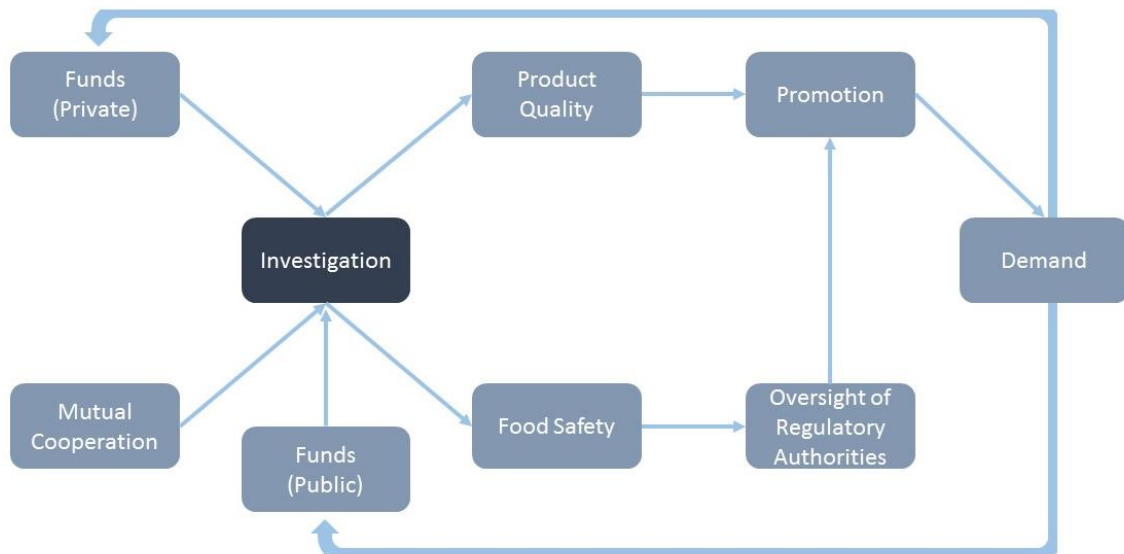 Funds
(Private)
Product
Quality
Promotion
Investigation
Demand
Mutual
Cooperation
Funds
(Public)
Food Safety
Oversight of
Regulatory
Authorities